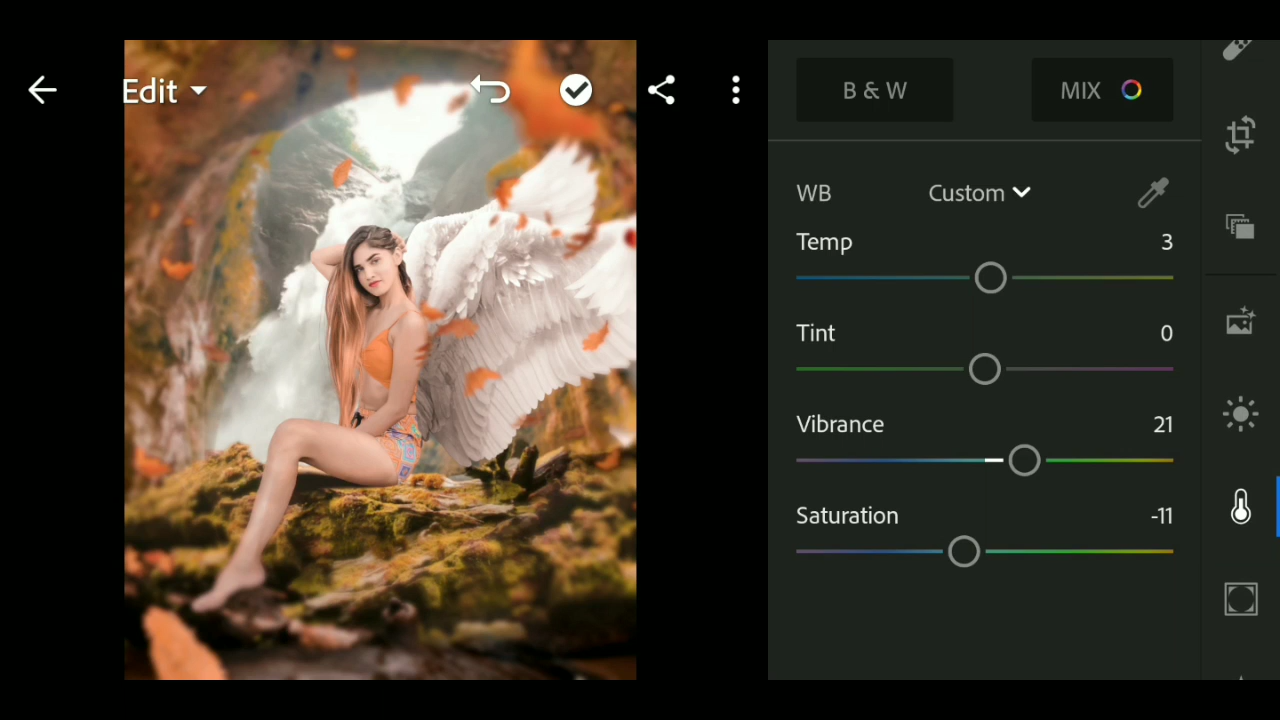 Edit
B & W
MIX
WB
Custom
Temp
3
Tint
0
Vibrance
21
Saturation
-11